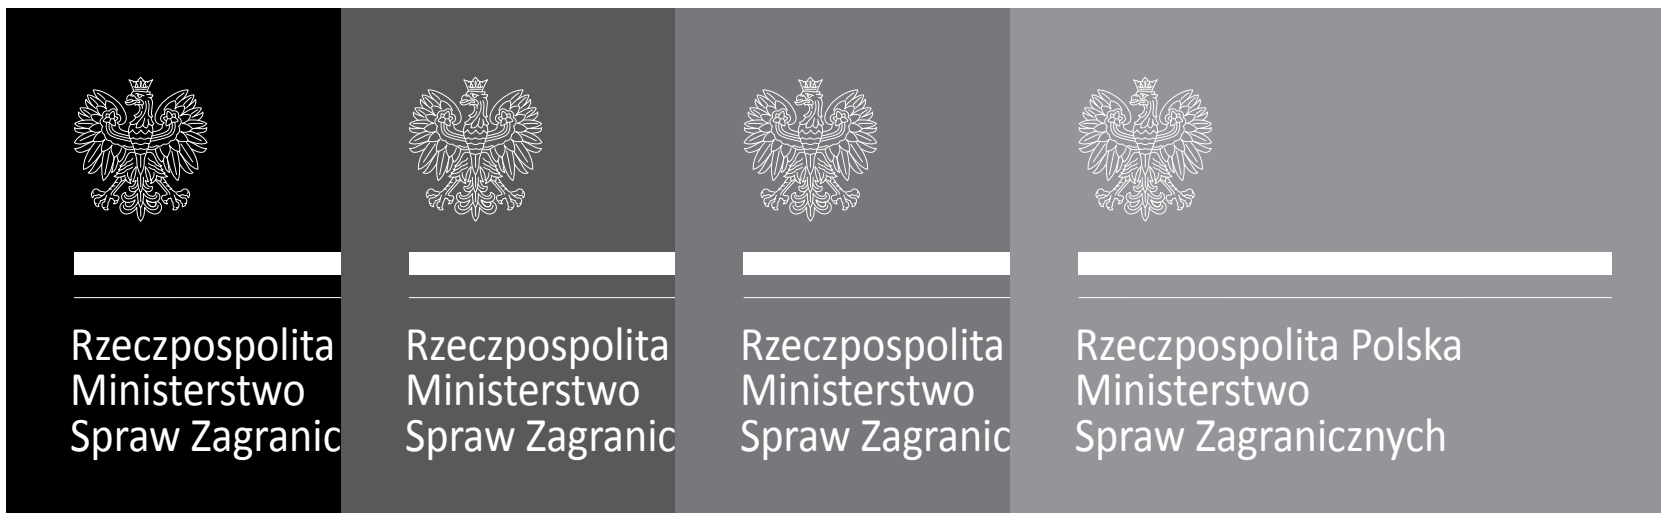 Rzeczpospolita
Ministerstwo
Spraw Zagranic
Rzeczpospolita
Ministerstwo
Spraw Zagranic
Rzeczpospolita
Ministerstwo
Spraw Zagranic
Rzeczpospolita Polska
Ministerstwo
Spraw Zagranicznych